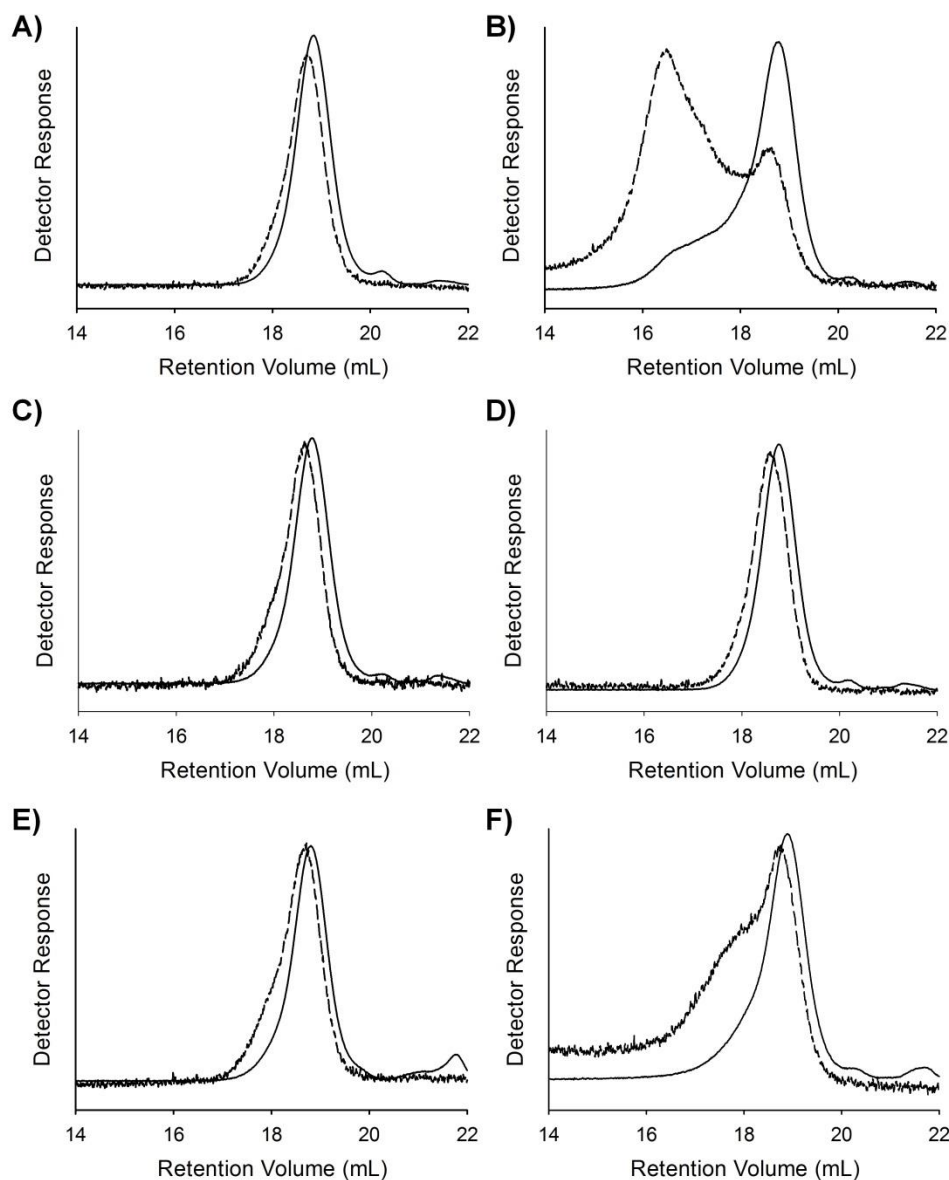 A)
Detector Response
14 16 18 20 22
Retention Volume (mL)
B)
Detector Response
14 16 18 20 22
Retention Volume (mL)
C)
Detector Response
14 16 18 20 22
Retention Volume (mL)
D)
Detector Response
14 16 18 20 22
Retention Volume (mL)
E)
Detector Response
14 16 18 20 22
Retention Volume (mL)
F)
Detector Response
14 16 18 20 22
Retention Volume (mL)